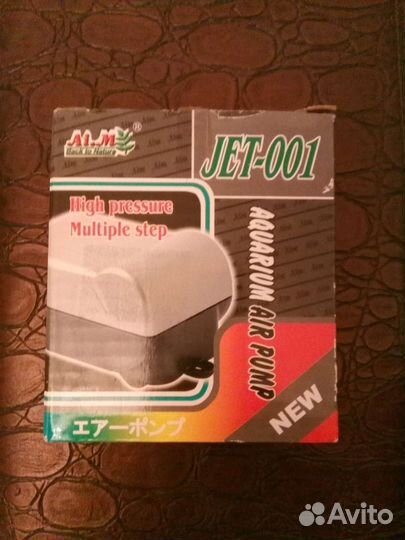 Aim®
Back to Nature
JET-001
High pressure
Multiple step
AQUARIUM AIR PUMP
NEW
エアーポンプ
Avito